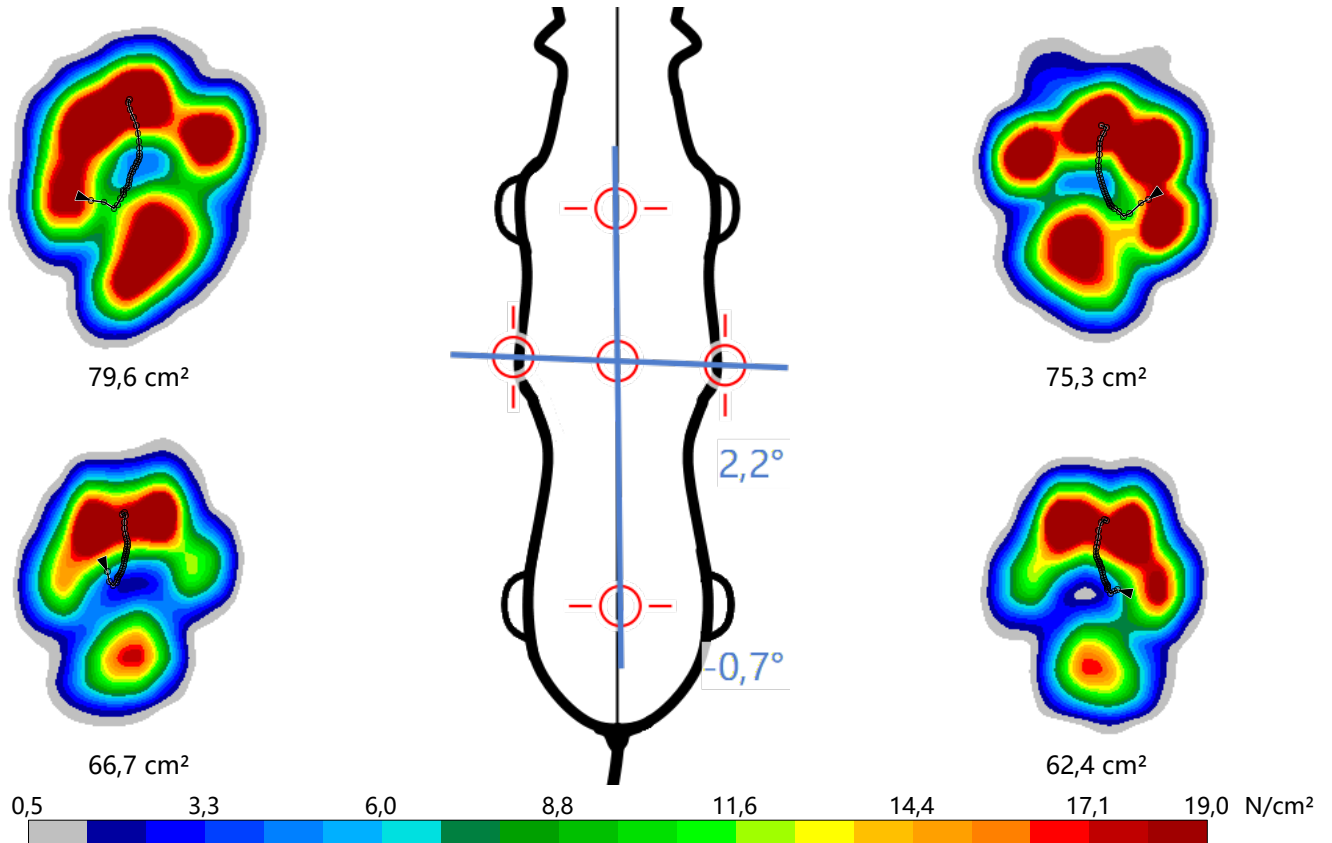 79,6 cm²
75,3 cm²
2,2°
-0,7°
66,7 cm²
62,4 cm²
0,5 3,3 6,0 8,8 11,6 14,4 17,1 19,0 N/cm²